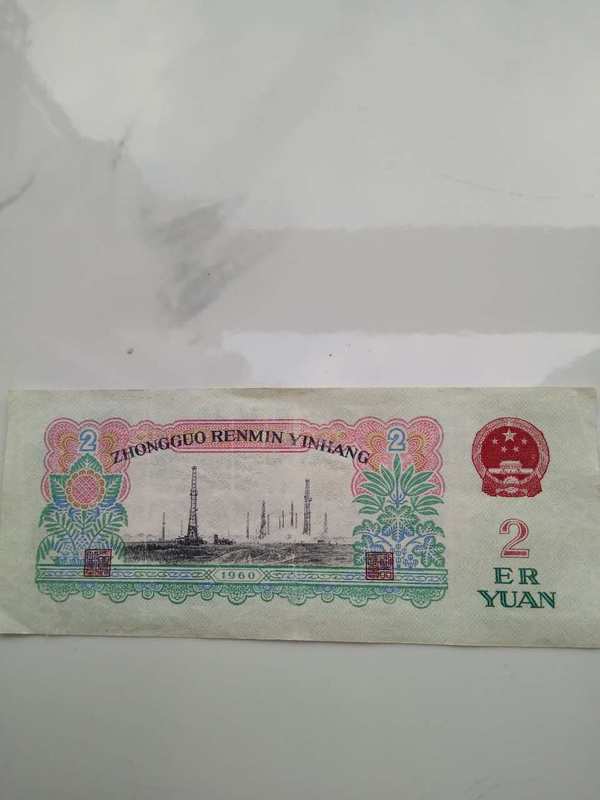 2 2
ZHONGGUO RENMIN YINHANG
1960
2
ER
YUAN